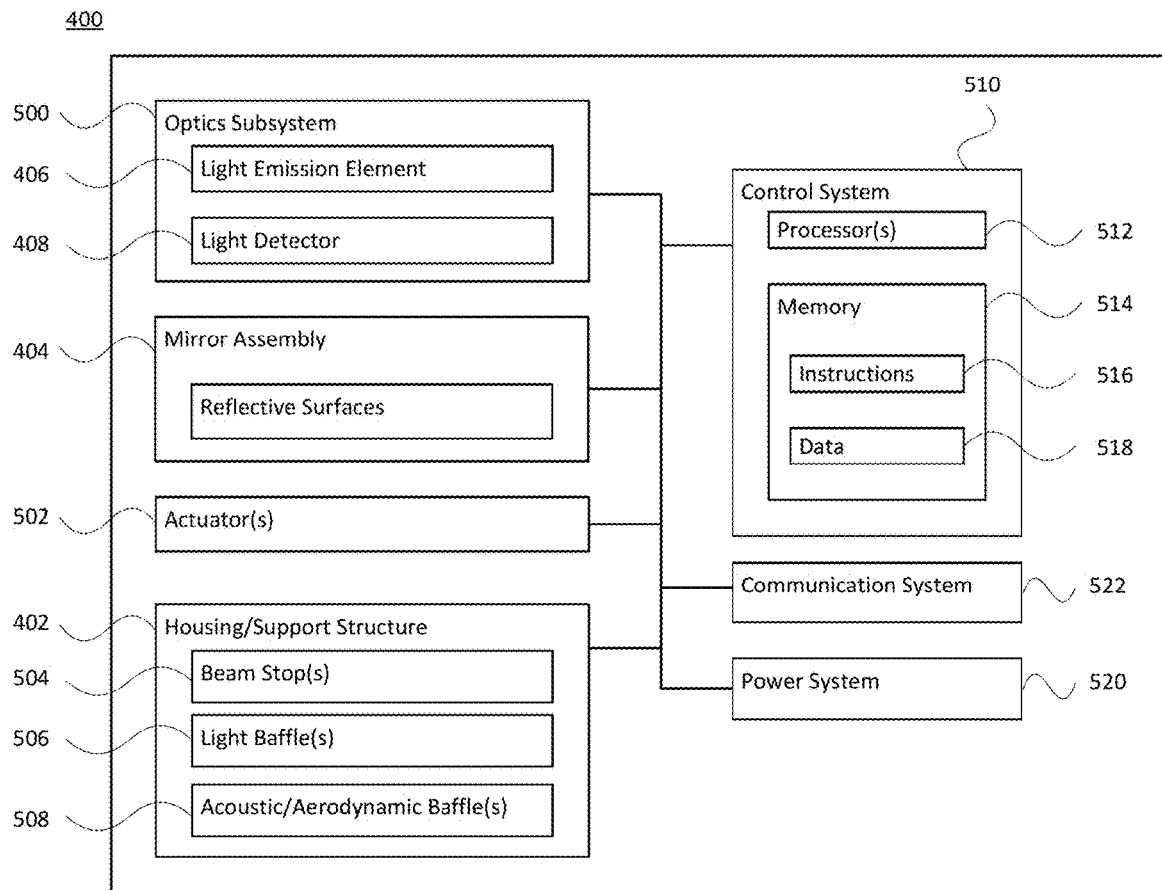 400
500
Optics Subsystem
406
Light Emission Element
408
Light Detector
404
Mirror Assembly
Reflective Surfaces
502
Actuator(s)
402
Housing/Support Structure
504
Beam Stop(s)
506
Light Baffle(s)
508
Acoustic/Aerodynamic Baffle(s)
510
Control System
Processor(s)
512
Memory
514
Instructions
516
Data
518
Communication System
522
Power System
520